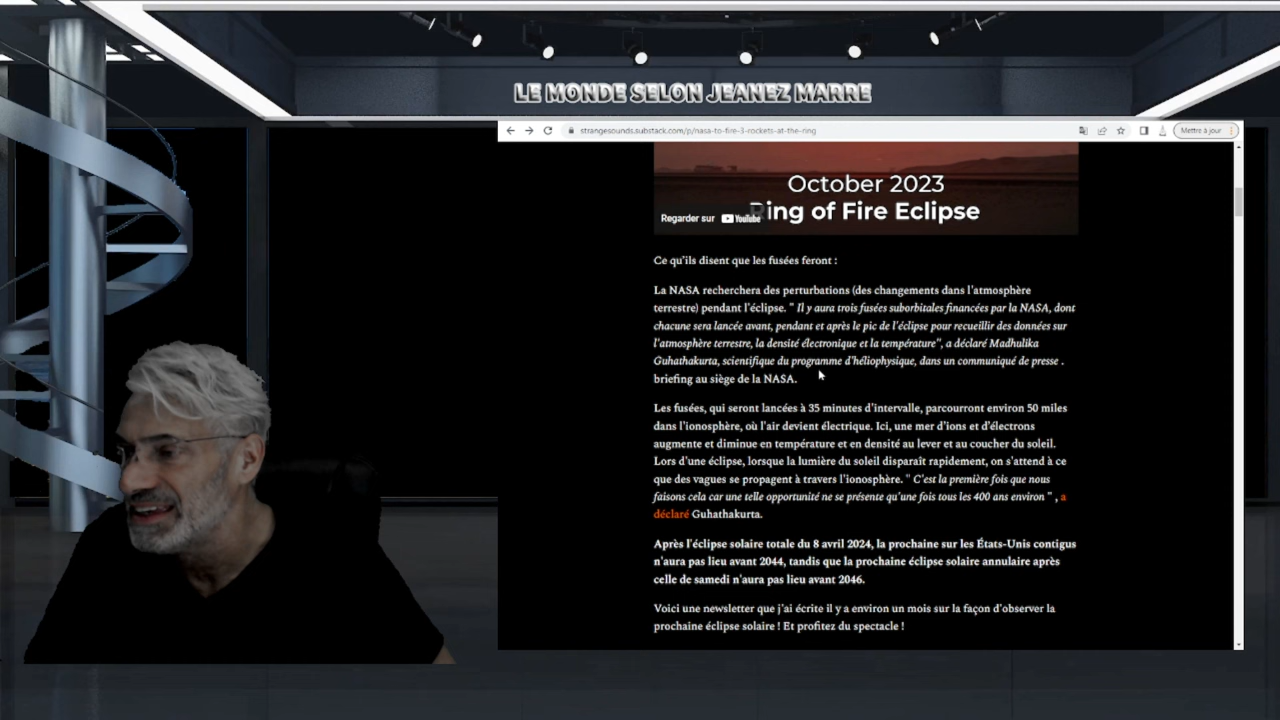 LE MONDE SELON JEANEZ MARRE
strangesounds.substack.com/p/nasa-to-fire-3-rockets-at-the-ring
Mettre à jour
October 2023
Ring of Fire Eclipse
Regarder sur YouTube
Ce qu'ils disent que les fusées feront :
La NASA recherchera des perturbations (des changements dans l'atmosphère
terrestre) pendant l'éclipse. " Il y aura trois fusées suborbitales financées par la NASA, dont
chacune sera lancée avant, pendant et après le pic de l'éclipse pour recueillir des données sur
l'atmosphère terrestre, la densité électronique et la température", a déclaré Madhulika
Guhathakurta, scientifique du programme d'héliophysique, dans un communiqué de presse .
briefing au siège de la NASA.
Les fusées, qui seront lancées à 35 minutes d'intervalle, parcourront environ 50 miles
dans l'ionosphère, où l'air devient électrique. Ici, une mer d'ions et d'électrons
augmente et diminue en température et en densité au lever et au coucher du soleil.
Lors d'une éclipse, lorsque la lumière du soleil disparaît rapidement, on s'attend à ce
que des vagues se propagent à travers l'ionosphère. " C'est la première fois que nous
faisons cela car une telle opportunité ne se présente qu'une fois tous les 400 ans environ " , a
déclaré Guhathakurta.
Après l'éclipse solaire totale du 8 avril 2024, la prochaine sur les États-Unis contigus
n'aura pas lieu avant 2044, tandis que la prochaine éclipse solaire annulaire après
celle de samedi n'aura pas lieu avant 2046.
Voici une newsletter que j'ai écrite il y a environ un mois sur la façon d'observer la
prochaine éclipse solaire ! Et profitez du spectacle !